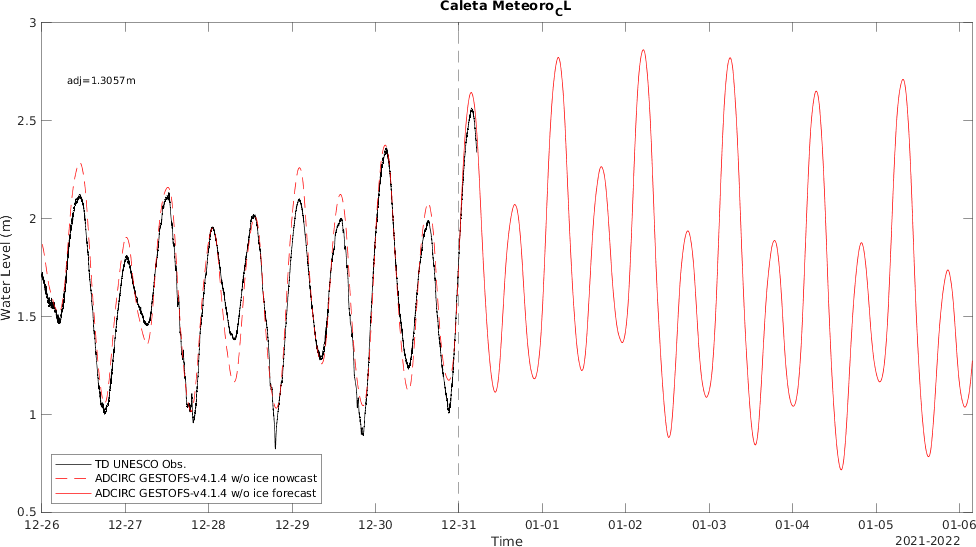 Caleta Meteoro_CL
adj=1.3057m
Water Level (m)
3
2.5
2
1.5
1
0.5
TD UNESCO Obs.
ADCIRC GESTOFS-v4.1.4 w/o ice nowcast
ADCIRC GESTOFS-v4.1.4 w/o ice forecast
12-26 12-27 12-28 12-29 12-30 12-31 01-01 01-02 01-03 01-04 01-05 01-06
Time
2021-2022